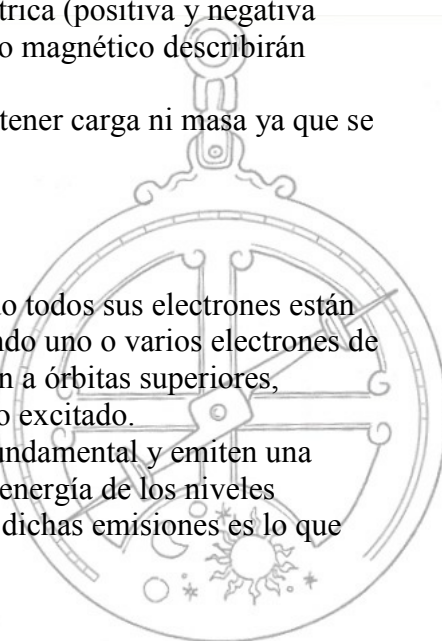 trica (positiva y negativa
o magnético describirán
tener carga ni masa ya que se
o todos sus electrones están
ndo uno o varios electrones de
n a órbitas superiores,
o excitado.
undamental y emiten una
energía de los niveles
dichas emisiones es lo que